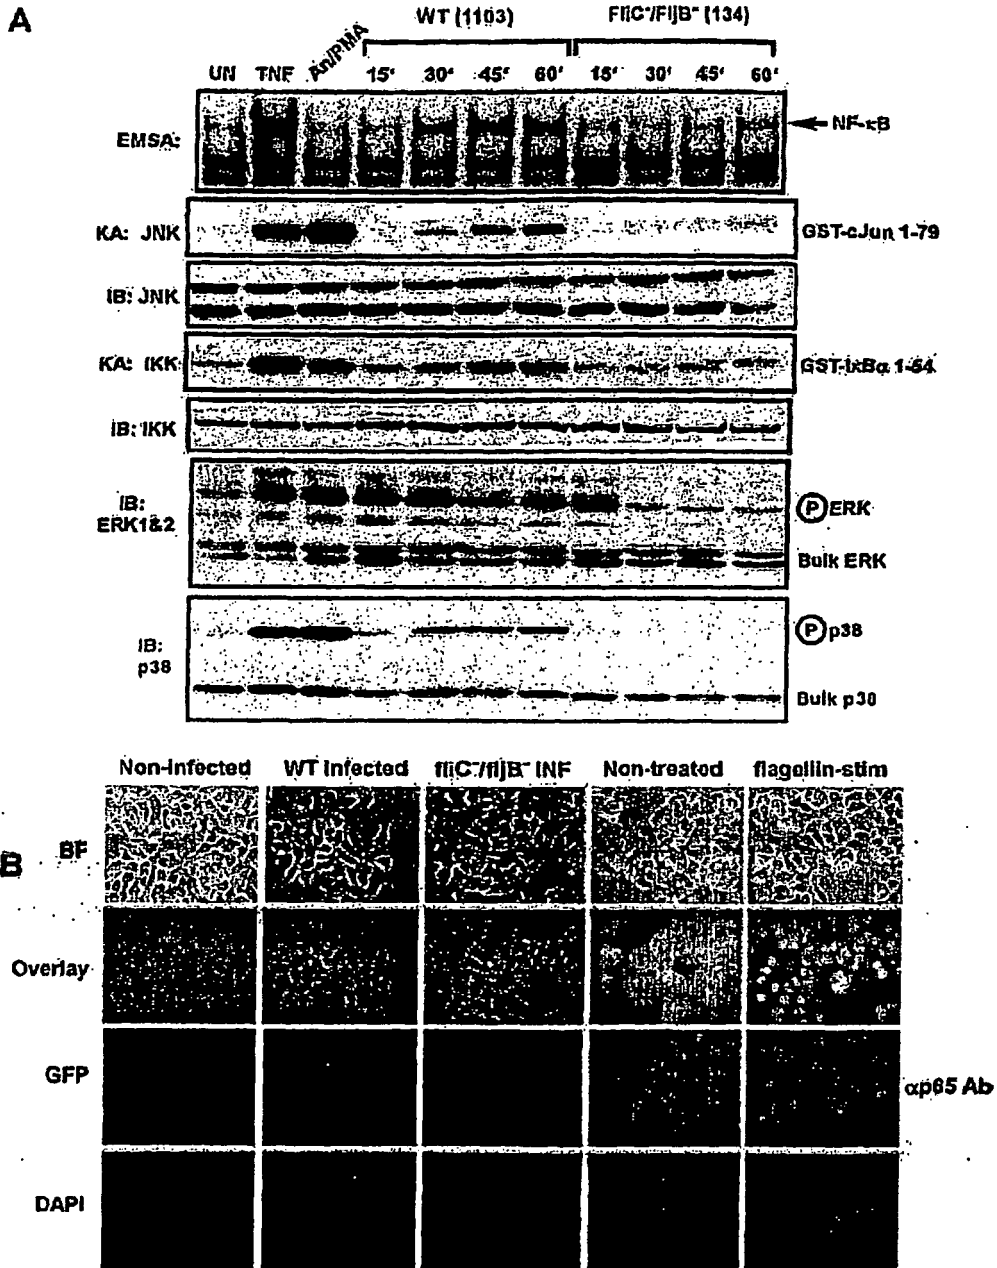 A
WT (1103) FliC⁻/FljB⁻ (134)
UN TNF An/PMA 15' 30' 45' 60' 15' 30' 45' 60'
EMSA: NF-κB
KA: JNK GST-cJun 1-79
IB: JNK
KA: IKK GST-IκBα 1-54
IB: IKK
IB: ERK1&2
P ERK
Bulk ERK
IB: p38
P p38
Bulk p38
B
Non-infected WT Infected fliC⁻/fljB⁻ INF Non-treated flagellin-stim
BF
Overlay
GFP αp65 Ab
DAPI